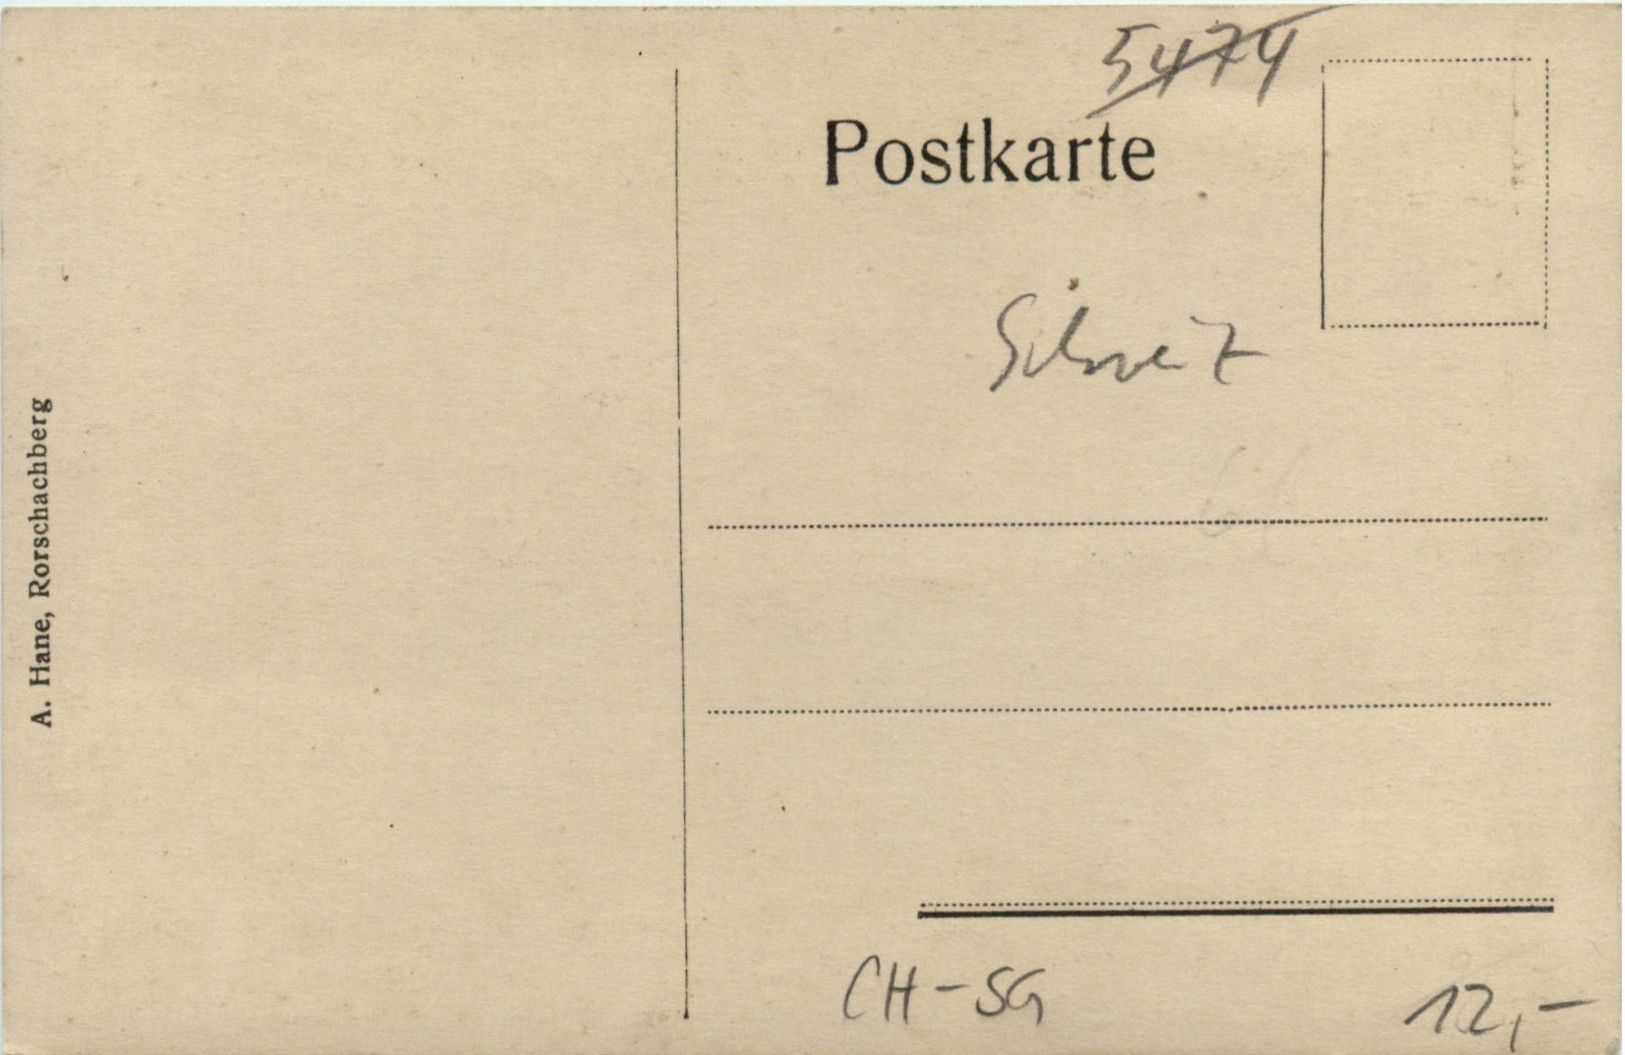 5474
Postkarte
Schweiz
A. Hane, Rorschachberg
CH-SG
12,-